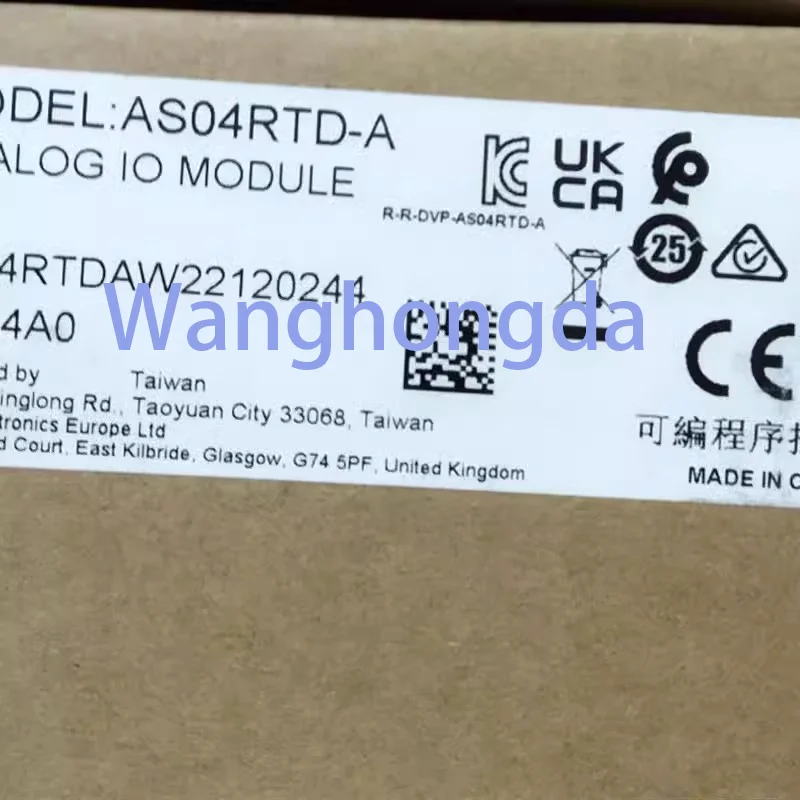 ODEL:AS04RTD-A
ALOG IO MODULE
R-R-DVP-AS04RTD-A
UK
CA
25
CE
4RTDAW22120244
4A0
Wanghongda
d by Taiwan
inglong Rd., Taoyuan City 33068, Taiwan
tronics Europe Ltd
d Court, East Kilbride, Glasgow, G74 5PF, United Kingdom
可編程序
MADE IN C